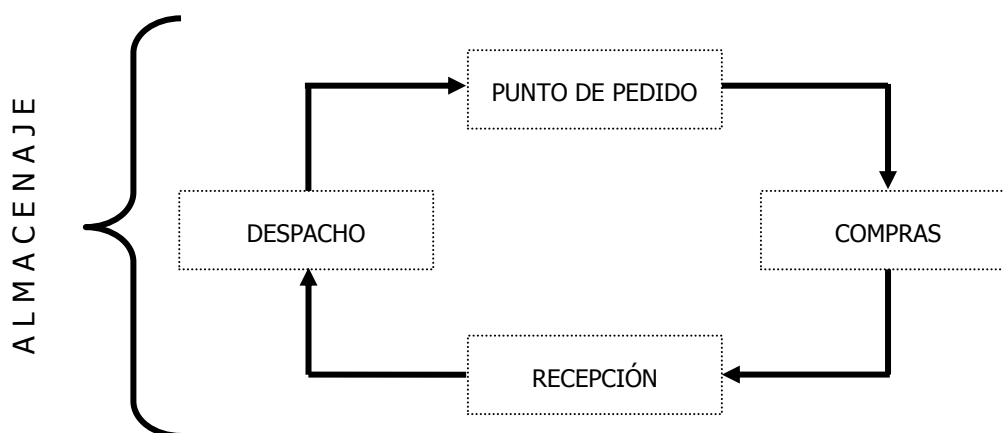 ALMACENAJE
PUNTO DE PEDIDO
DESPACHO
COMPRAS
RECEPCIÓN